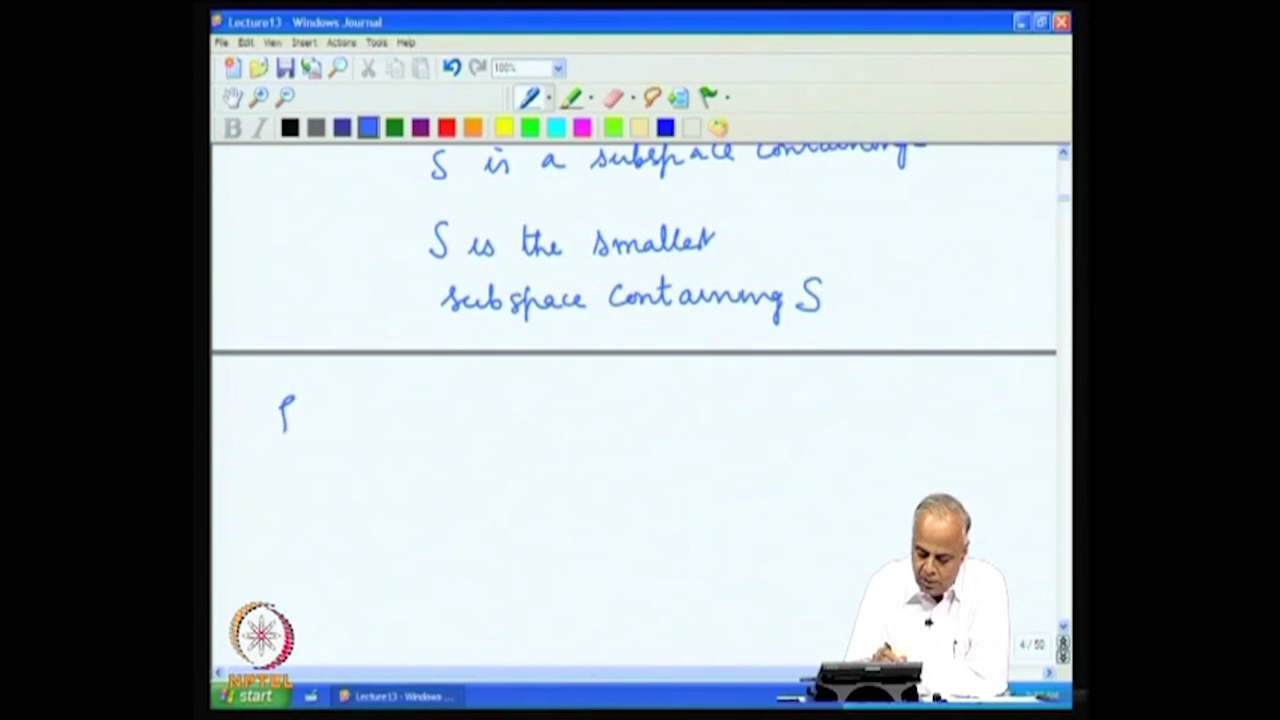 Lecture13 - Windows Journal
File Edit View Insert Actions Tools Help
100%
B I
S is a subspace containing
S is the smallest
subspace containing S
4 / 50
NPTEL
start Lecture13 - Windows ...